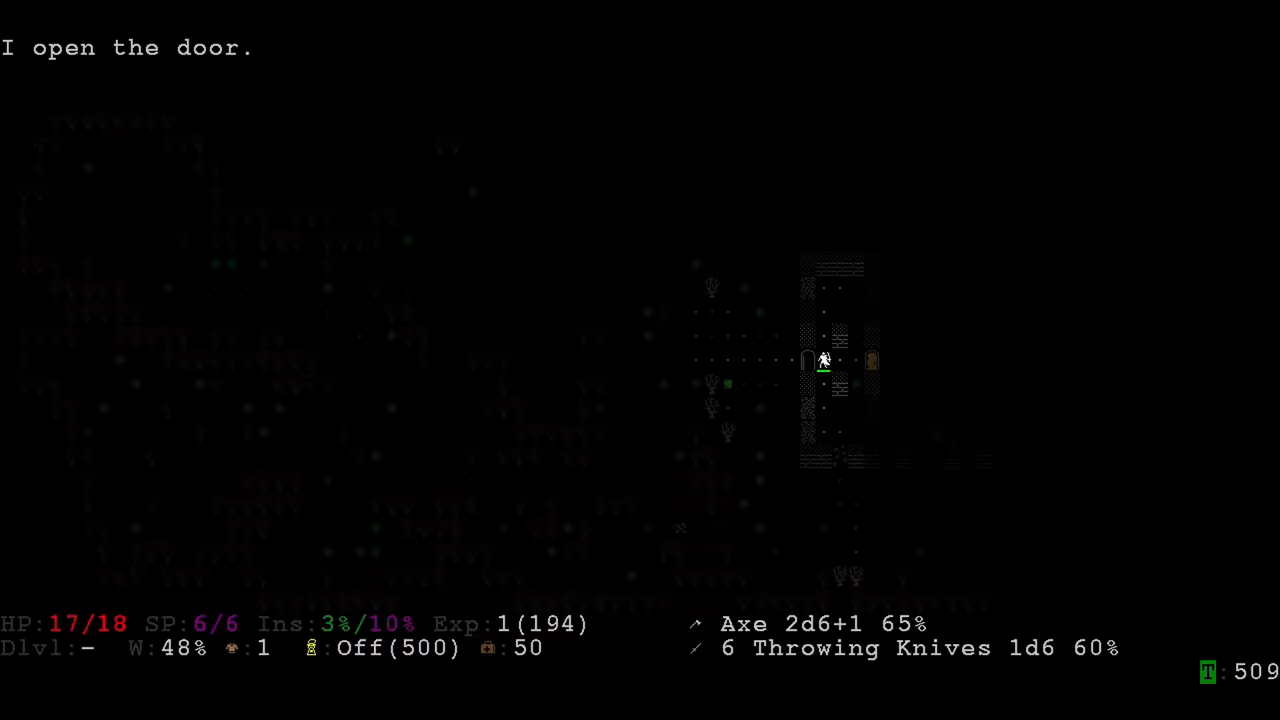 I open the door.
HP:17/18 SP:6/6 Ins:3%/10% Exp:1(194) Axe 2d6+1 65%
Dlvl:- W:48% :1 :Off(500) :50 6 Throwing Knives 1d6 60%
T:509